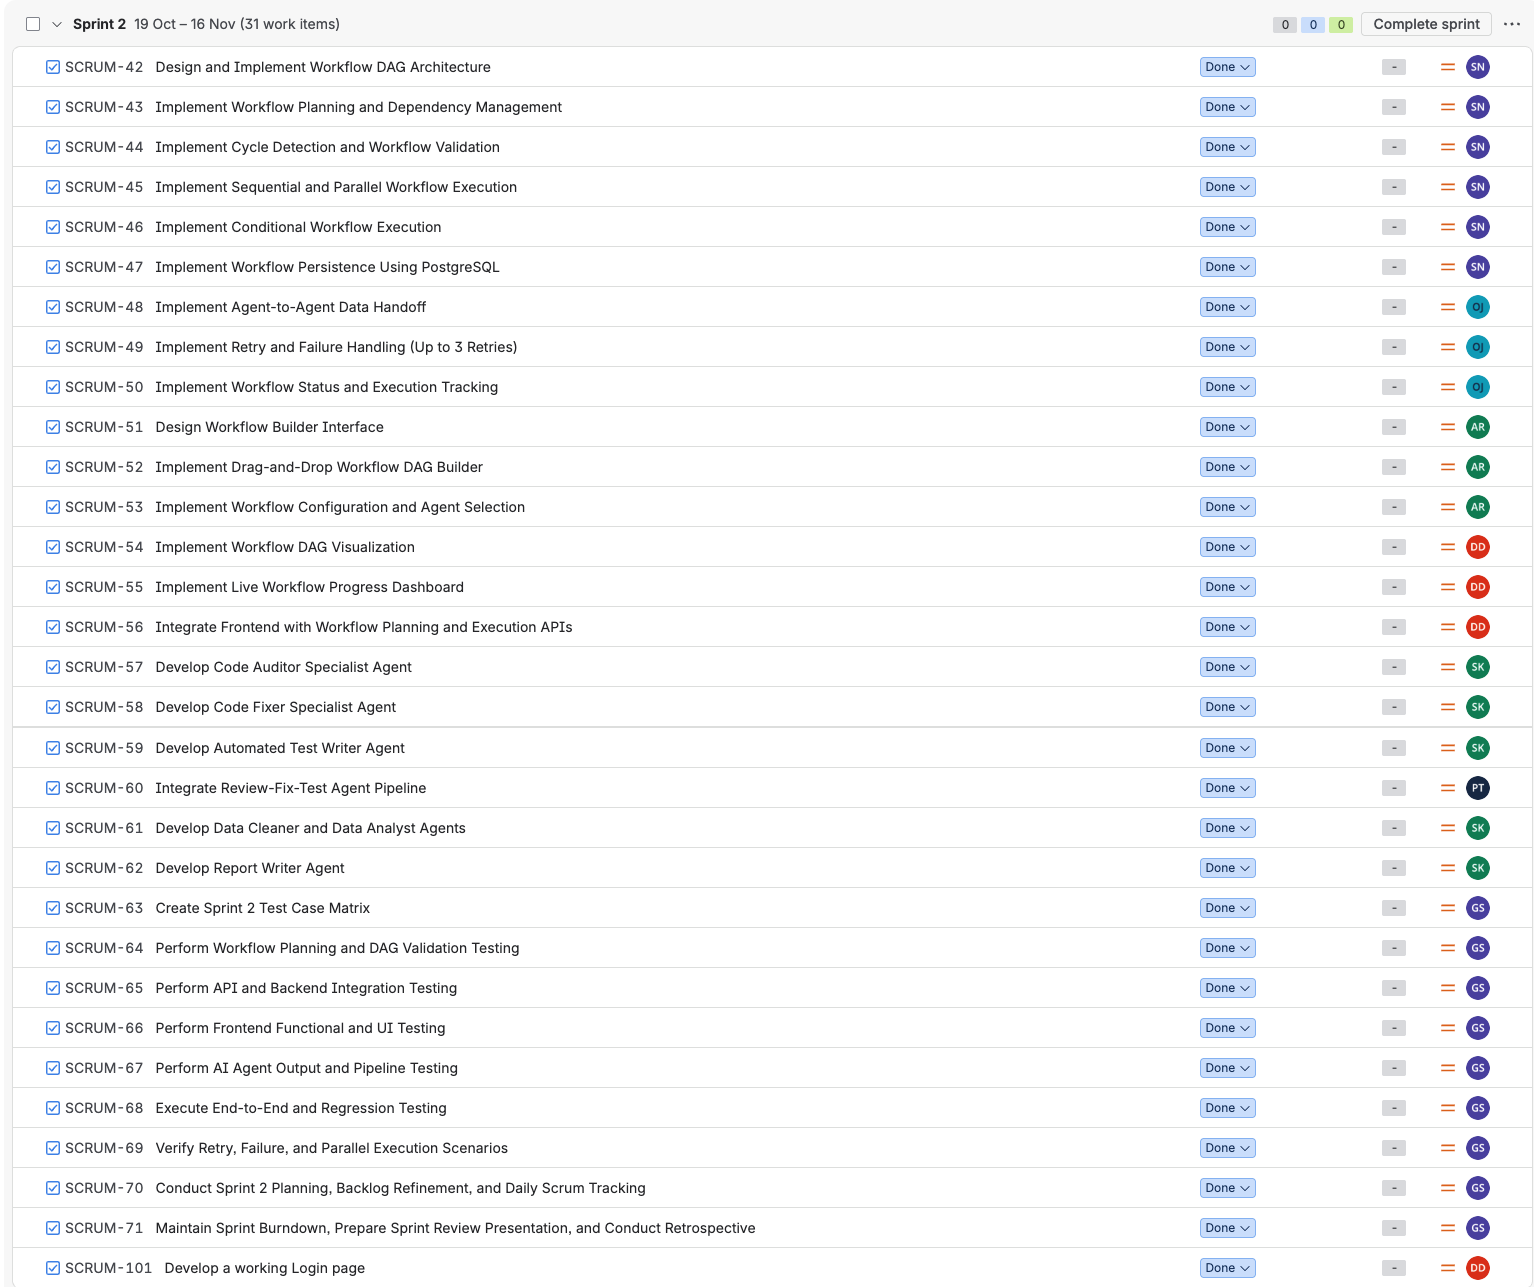 Sprint 2 19 Oct – 16 Nov (31 work items) 0 0 0 Complete sprint
SCRUM-42 Design and Implement Workflow DAG Architecture Done - SN
SCRUM-43 Implement Workflow Planning and Dependency Management Done - SN
SCRUM-44 Implement Cycle Detection and Workflow Validation Done - SN
SCRUM-45 Implement Sequential and Parallel Workflow Execution Done - SN
SCRUM-46 Implement Conditional Workflow Execution Done - SN
SCRUM-47 Implement Workflow Persistence Using PostgreSQL Done - SN
SCRUM-48 Implement Agent-to-Agent Data Handoff Done - OJ
SCRUM-49 Implement Retry and Failure Handling (Up to 3 Retries) Done - OJ
SCRUM-50 Implement Workflow Status and Execution Tracking Done - OJ
SCRUM-51 Design Workflow Builder Interface Done - AR
SCRUM-52 Implement Drag-and-Drop Workflow DAG Builder Done - AR
SCRUM-53 Implement Workflow Configuration and Agent Selection Done - AR
SCRUM-54 Implement Workflow DAG Visualization Done - DD
SCRUM-55 Implement Live Workflow Progress Dashboard Done - DD
SCRUM-56 Integrate Frontend with Workflow Planning and Execution APIs Done - DD
SCRUM-57 Develop Code Auditor Specialist Agent Done - SK
SCRUM-58 Develop Code Fixer Specialist Agent Done - SK
SCRUM-59 Develop Automated Test Writer Agent Done - SK
SCRUM-60 Integrate Review-Fix-Test Agent Pipeline Done - PT
SCRUM-61 Develop Data Cleaner and Data Analyst Agents Done - SK
SCRUM-62 Develop Report Writer Agent Done - SK
SCRUM-63 Create Sprint 2 Test Case Matrix Done - GS
SCRUM-64 Perform Workflow Planning and DAG Validation Testing Done - GS
SCRUM-65 Perform API and Backend Integration Testing Done - GS
SCRUM-66 Perform Frontend Functional and UI Testing Done - GS
SCRUM-67 Perform AI Agent Output and Pipeline Testing Done - GS
SCRUM-68 Execute End-to-End and Regression Testing Done - GS
SCRUM-69 Verify Retry, Failure, and Parallel Execution Scenarios Done - GS
SCRUM-70 Conduct Sprint 2 Planning, Backlog Refinement, and Daily Scrum Tracking Done - GS
SCRUM-71 Maintain Sprint Burndown, Prepare Sprint Review Presentation, and Conduct Retrospective Done - GS
SCRUM-101 Develop a working Login page Done - DD